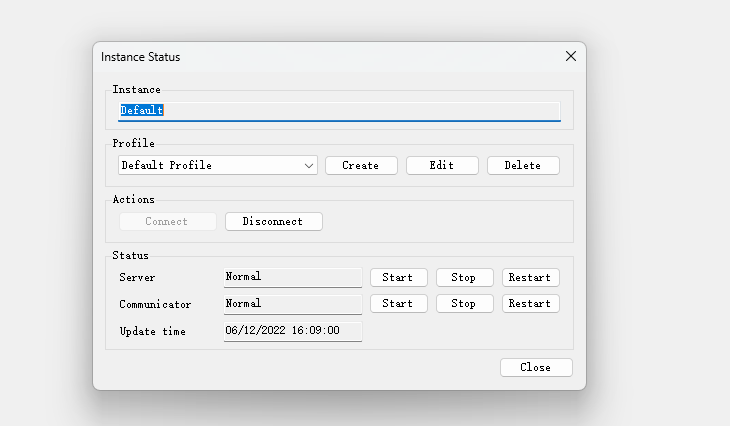 Instance Status
Instance
Default
Profile
Default Profile Create Edit Delete
Actions
Connect Disconnect
Status
Server Normal Start Stop Restart
Communicator Normal Start Stop Restart
Update time 06/12/2022 16:09:00
Close